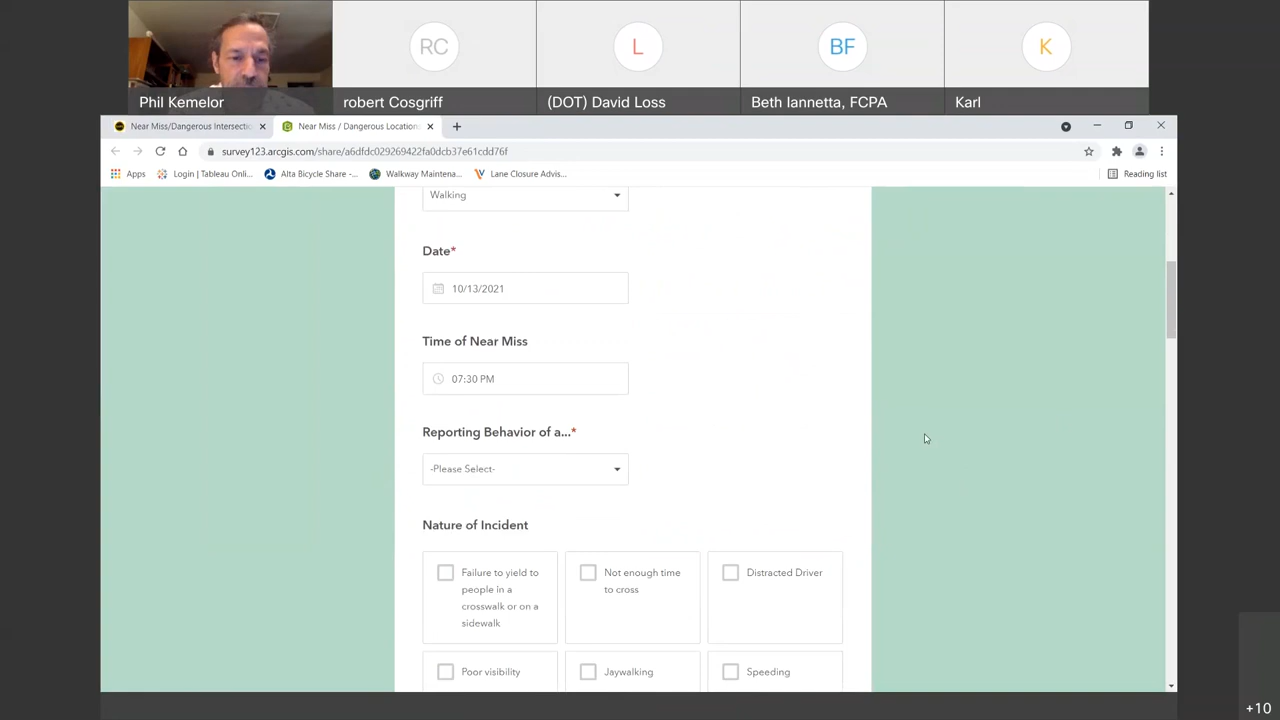 RC
L
BF
K
Phil Kemelor
robert Cosgriff
(DOT) David Loss
Beth Iannetta, FCPA
Karl
Near Miss/Dangerous Intersectio
Near Miss / Dangerous Locations
survey123.arcgis.com/share/a6dfdc029269422fa0dcb37e61cdd76f
Apps
Login | Tableau Onli...
Alta Bicycle Share -...
Walkway Maintena...
Lane Closure Advis...
Reading list
Walking
Date*
10/13/2021
Time of Near Miss
07:30 PM
Reporting Behavior of a...*
-Please Select-
Nature of Incident
Failure to yield to
people in a
crosswalk or on a
sidewalk
Not enough time
to cross
Distracted Driver
Poor visibility
Jaywalking
Speeding
+10